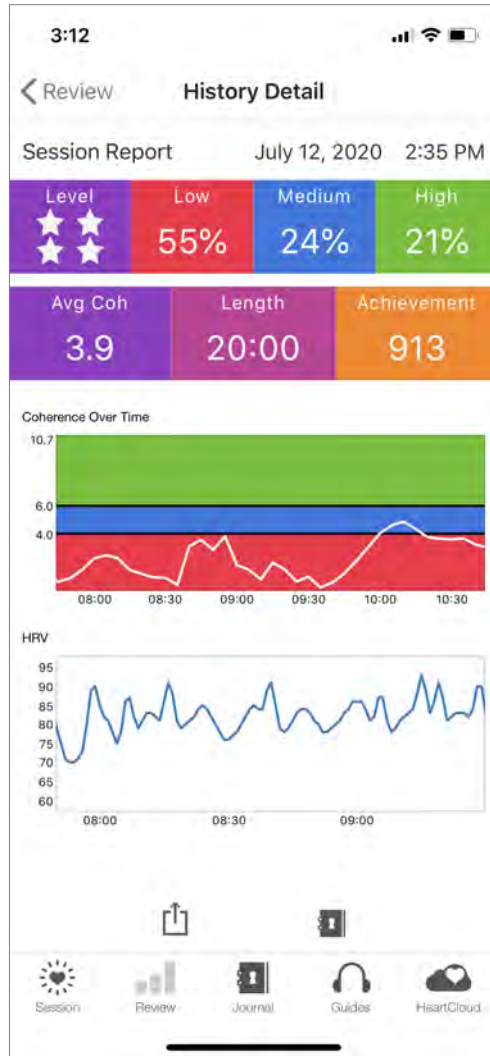 3:12
Review History Detail
Session Report July 12, 2020 2:35 PM
Level Low Medium High
55% 24% 21%
Avg Coh Length Achievement
3.9 20:00 913
Coherence Over Time
10.7
6.0
4.0
08:00 08:30 09:00 09:30 10:00 10:30
HRV
95
90
85
80
75
70
65
60
08:00 08:30 09:00
Session Review Journal Guides HeartCloud